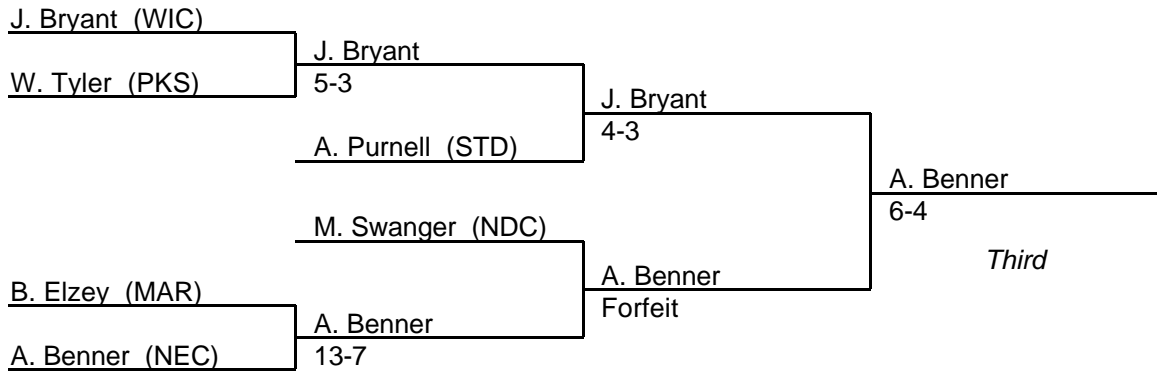 J. Bryant (WIC)
W. Tyler (PKS)
J. Bryant
5-3
A. Purnell (STD)
J. Bryant
4-3
M. Swanger (NDC)
B. Elzey (MAR)
A. Benner (NEC)
A. Benner
13-7
A. Benner
Forfeit
A. Benner
6-4
Third